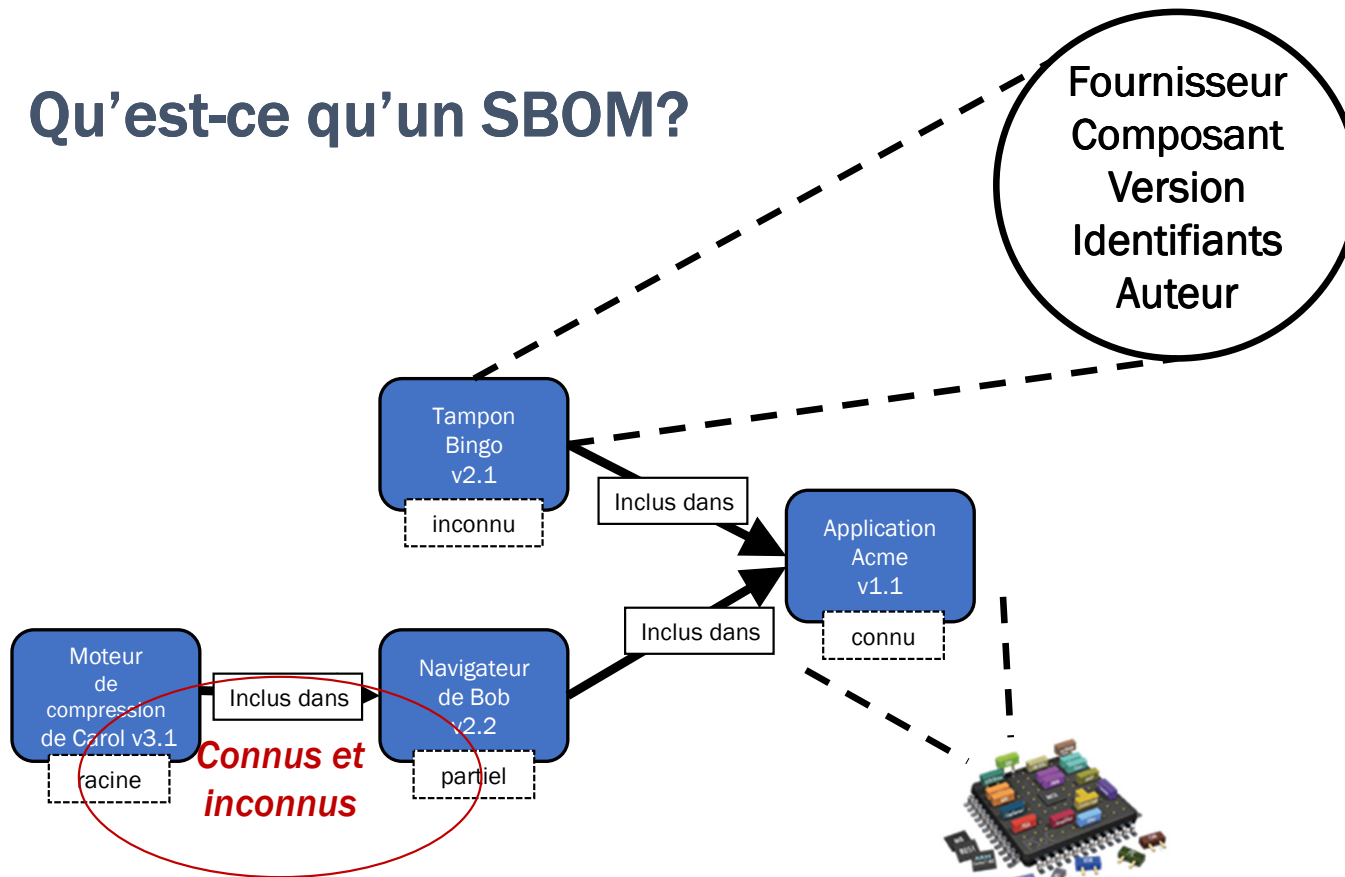 Qu'est-ce qu'un SBOM?
Fournisseur
Composant
Version
Identifiants
Auteur
Tampon
Bingo
v2.1
inconnu
Inclus dans
Application
Acme
v1.1
connu
Inclus dans
Moteur
de
compression
de Carol v3.1
racine
Inclus dans
Navigateur
de Bob
v2.2
partiel
Connus et
inconnus